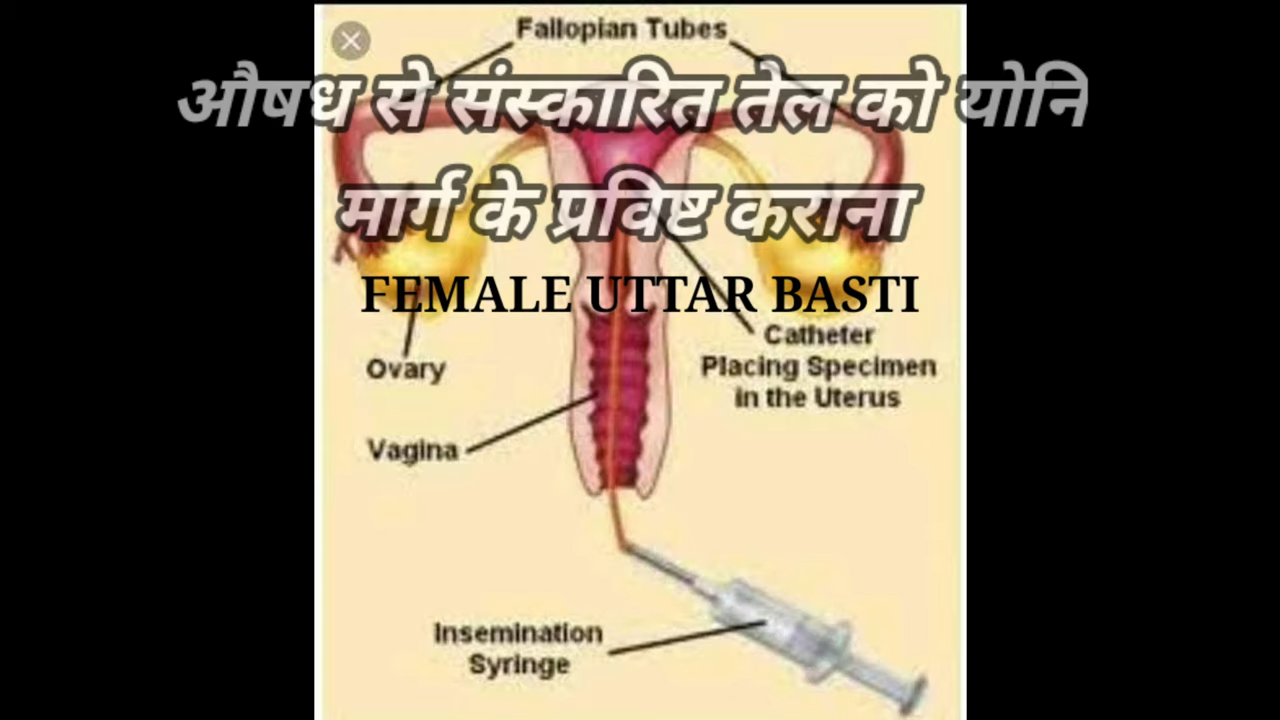 Fallopian Tubes
औषध से संस्कारित तेल को योनि
मार्ग के प्रविष्ट कराना
FEMALE UTTAR BASTI
Catheter
Placing Specimen
in the Uterus
Ovary
Vagina
Insemination
Syringe